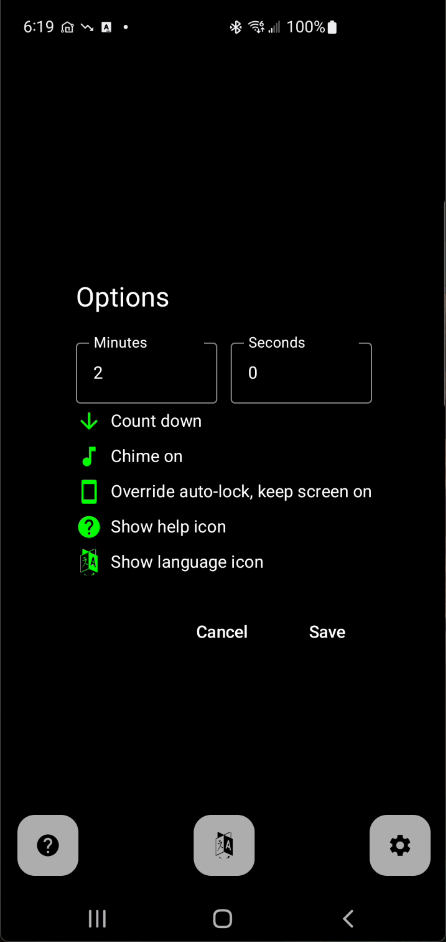 6:19 100%
Options
Minutes Seconds
2 0
Count down
Chime on
Override auto-lock, keep screen on
Show help icon
Show language icon
Cancel Save